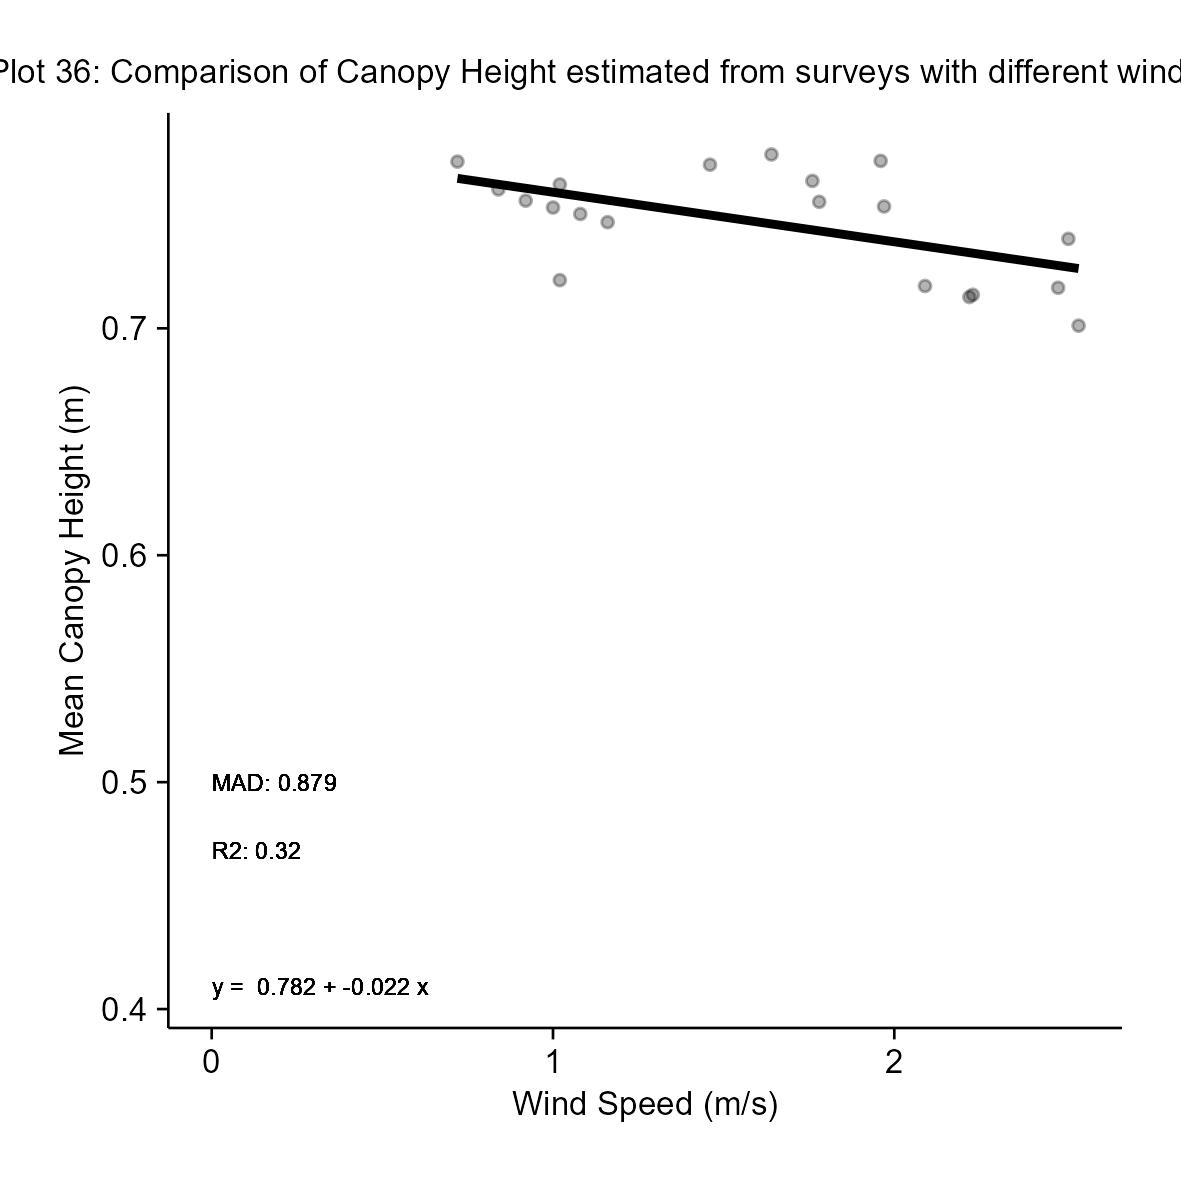 Plot 36: Comparison of Canopy Height estimated from surveys with different wind
Mean Canopy Height (m)
0.7
0.6
0.5
0.4
MAD: 0.879
R2: 0.32
y =  0.782 + -0.022 x
0 1 2
Wind Speed (m/s)